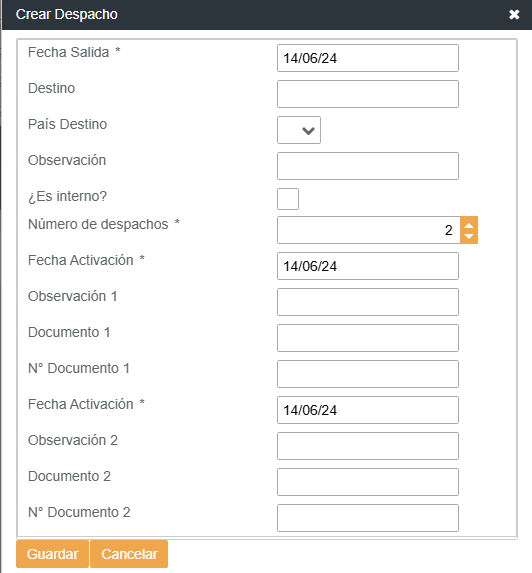 Crear Despacho ✖
Fecha Salida * 14/06/24
Destino
País Destino
Observación
¿Es interno?
Número de despachos * 2
Fecha Activación * 14/06/24
Observación 1
Documento 1
N° Documento 1
Fecha Activación * 14/06/24
Observación 2
Documento 2
N° Documento 2
Guardar Cancelar